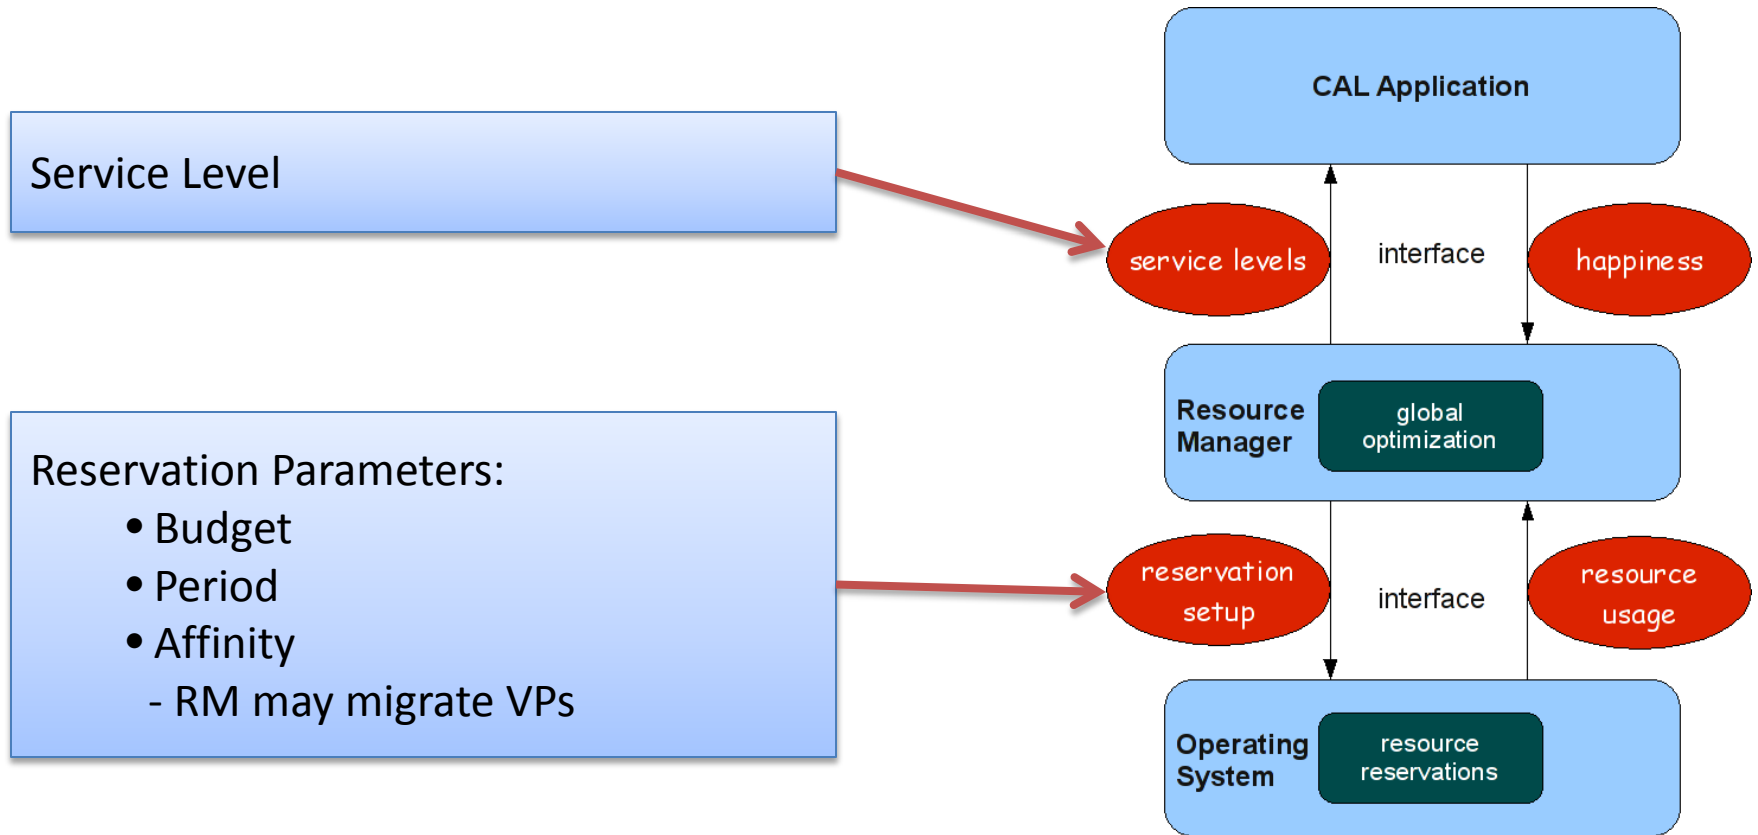 Service Level
Reservation Parameters:
• Budget
• Period
• Affinity
- RM may migrate VPs
CAL Application
service levels
interface
happiness
Resource
Manager
global
optimization
reservation
setup
interface
resource
usage
Operating
System
resource
reservations